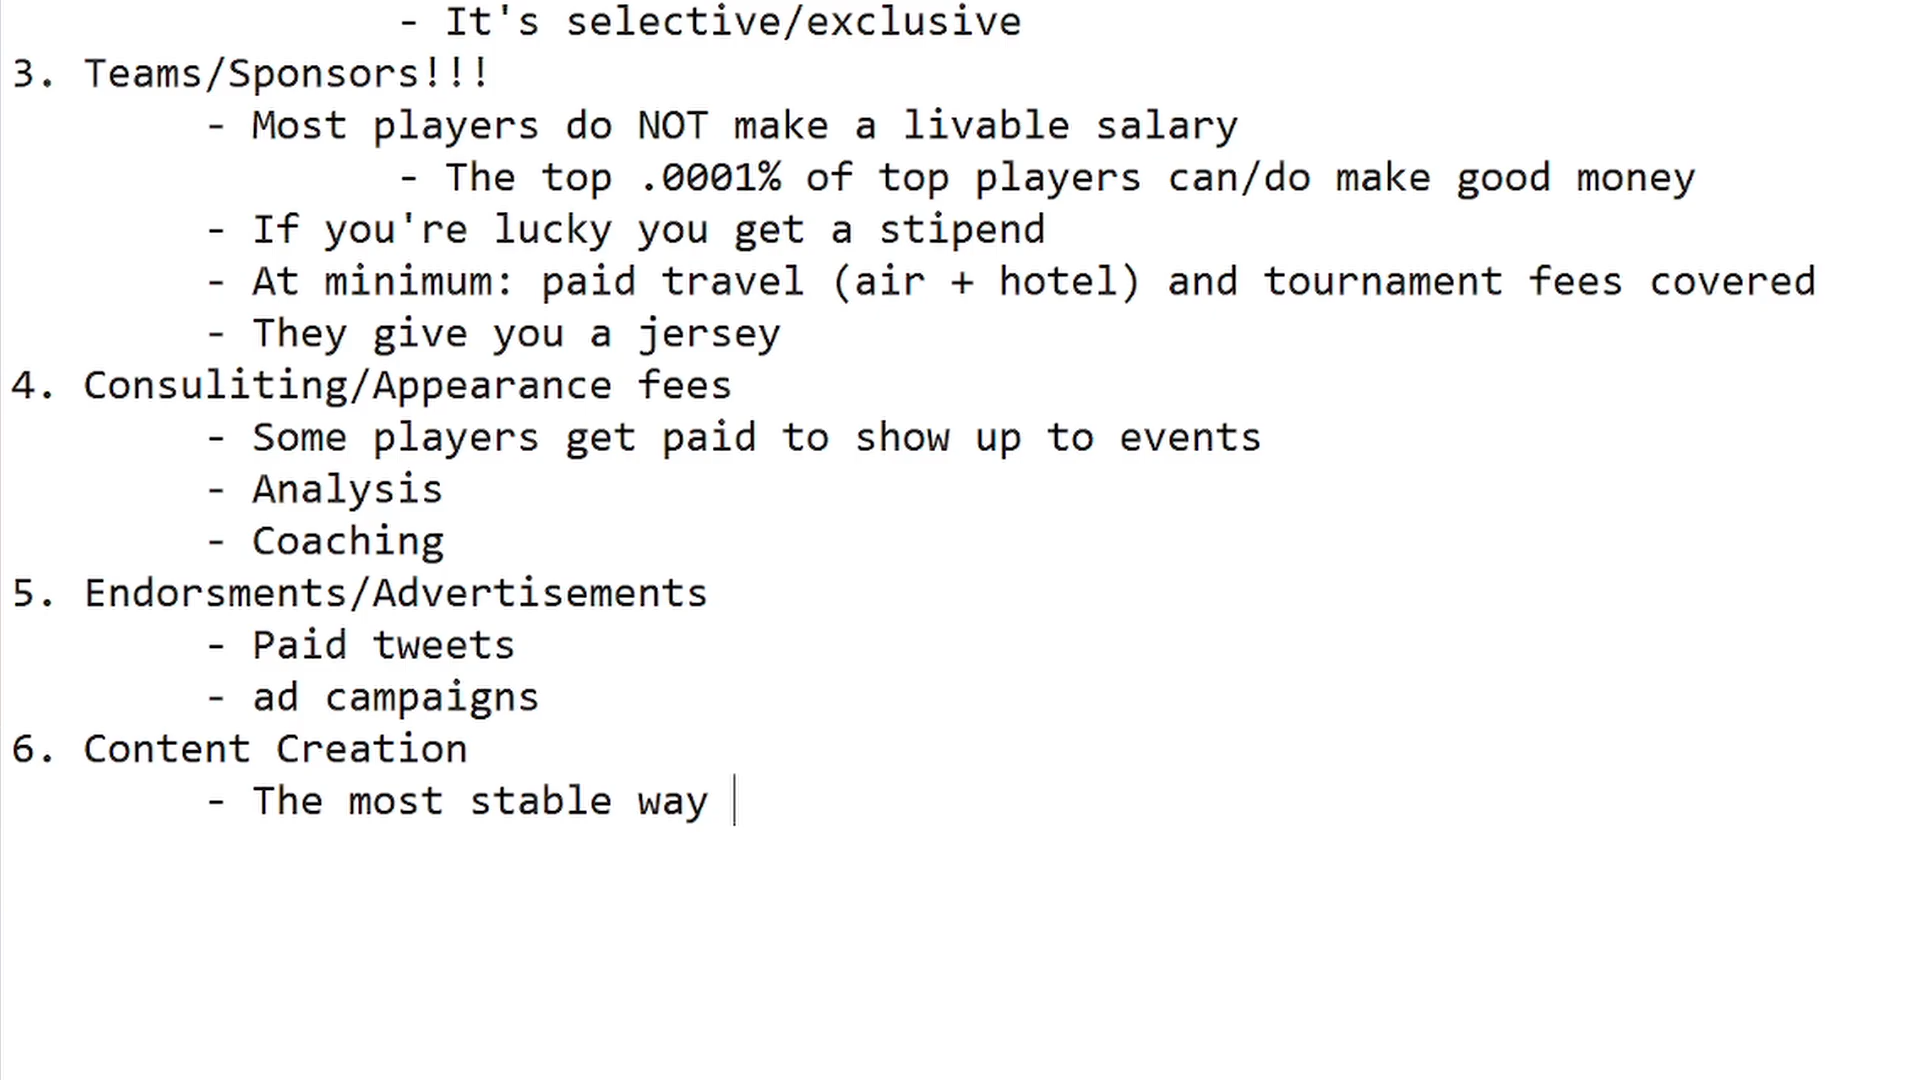 - It's selective/exclusive
3. Teams/Sponsors!!!
- Most players do NOT make a livable salary
- The top .0001% of top players can/do make good money
- If you're lucky you get a stipend
- At minimum: paid travel (air + hotel) and tournament fees covered
- They give you a jersey
4. Consuliting/Appearance fees
- Some players get paid to show up to events
- Analysis
- Coaching
5. Endorsments/Advertisements
- Paid tweets
- ad campaigns
6. Content Creation
- The most stable way